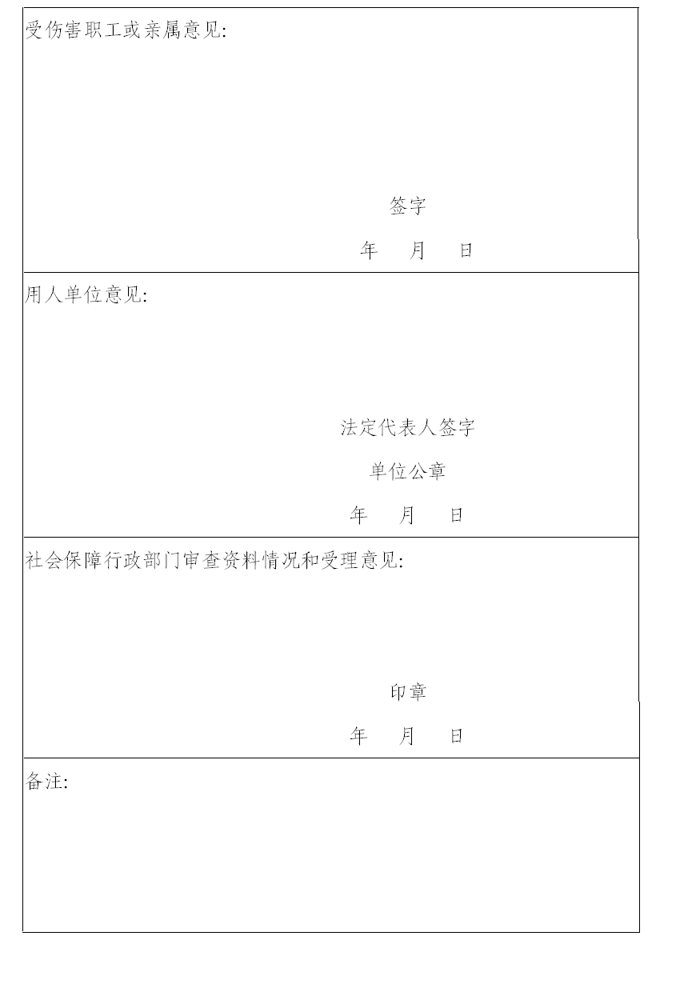 受伤害职工或亲属意见:
签字
年 月 日
用人单位意见:
法定代表人签字
单位公章
年 月 日
社会保障行政部门审查资料情况和受理意见:
印章
年 月 日
备注: